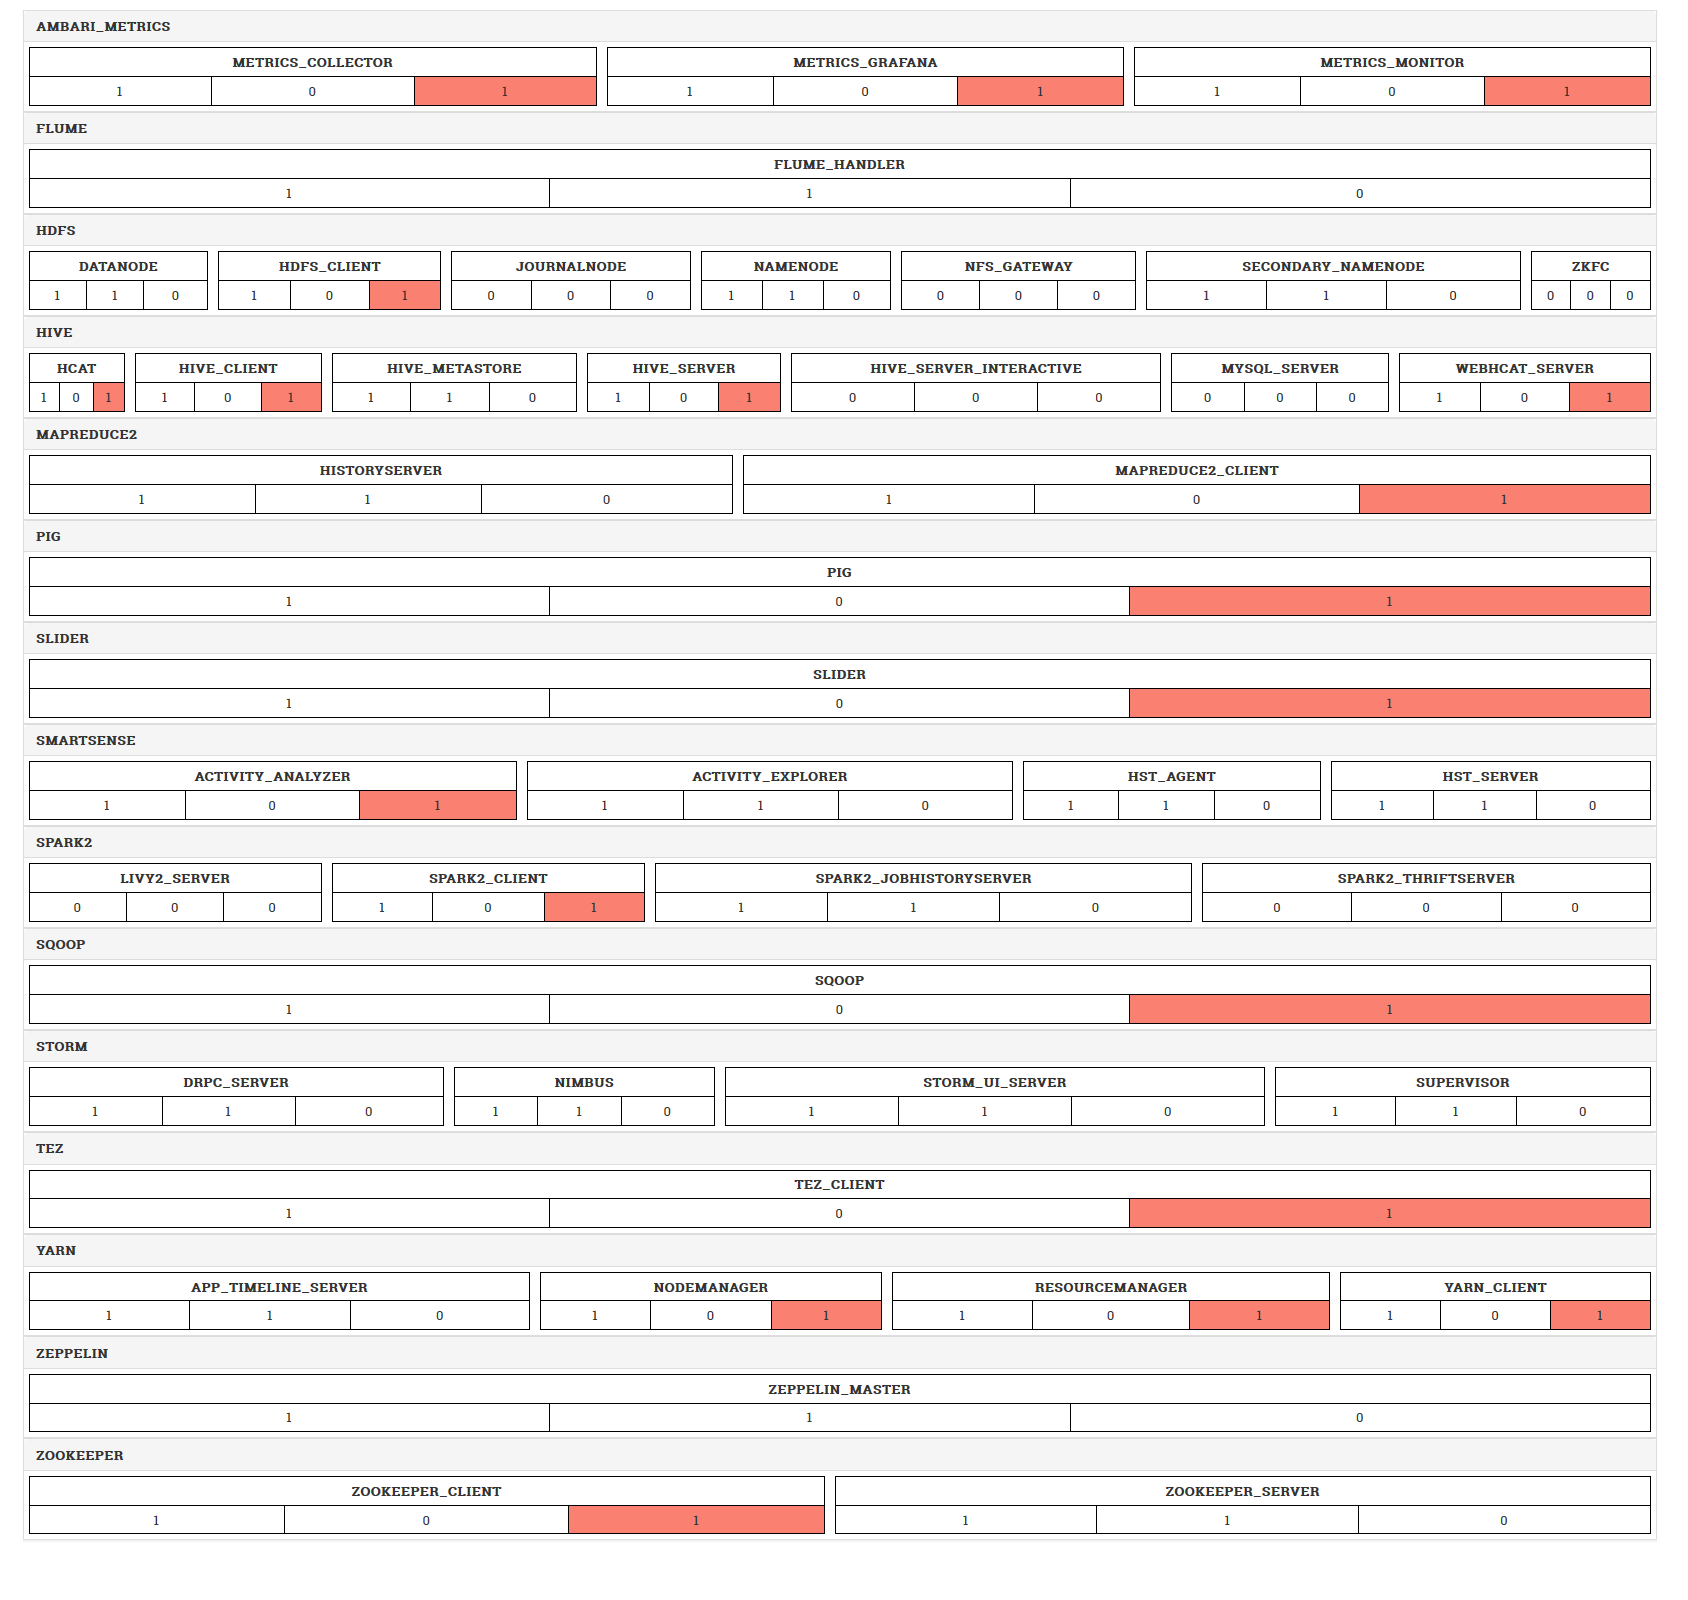 AMBARI_METRICS
METRICS_COLLECTOR METRICS_GRAFANA METRICS_MONITOR
1 0 1 1 0 1 1 0 1
FLUME
FLUME_HANDLER
1 1 0
HDFS
DATANODE HDFS_CLIENT JOURNALNODE NAMENODE NFS_GATEWAY SECONDARY_NAMENODE ZKFC
1 1 0 1 0 1 0 0 0 1 1 0 0 0 0 1 1 0 0 0 0
HIVE
HCAT HIVE_CLIENT HIVE_METASTORE HIVE_SERVER HIVE_SERVER_INTERACTIVE MYSQL_SERVER WEBHCAT_SERVER
1 0 1 1 0 1 1 1 0 1 0 1 0 0 0 0 0 0 1 0 1
MAPREDUCE2
HISTORYSERVER MAPREDUCE2_CLIENT
1 1 0 1 0 1
PIG
PIG
1 0 1
SLIDER
SLIDER
1 0 1
SMARTSENSE
ACTIVITY_ANALYZER ACTIVITY_EXPLORER HST_AGENT HST_SERVER
1 0 1 1 1 0 1 1 0 1 1 0
SPARK2
LIVY2_SERVER SPARK2_CLIENT SPARK2_JOBHISTORYSERVER SPARK2_THRIFTSERVER
0 0 0 1 0 1 1 1 0 0 0 0
SQOOP
SQOOP
1 0 1
STORM
DRPC_SERVER NIMBUS STORM_UI_SERVER SUPERVISOR
1 1 0 1 1 0 1 1 0 1 1 0
TEZ
TEZ_CLIENT
1 0 1
YARN
APP_TIMELINE_SERVER NODEMANAGER RESOURCEMANAGER YARN_CLIENT
1 1 0 1 0 1 1 0 1 1 0 1
ZEPPELIN
ZEPPELIN_MASTER
1 1 0
ZOOKEEPER
ZOOKEEPER_CLIENT ZOOKEEPER_SERVER
1 0 1 1 1 0